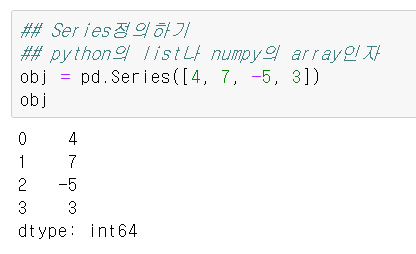 ## Series정의하기
## python의 list나 numpy의 array인자
obj = pd.Series([4, 7, -5, 3])
obj
0    4
1    7
2   -5
3    3
dtype: int64